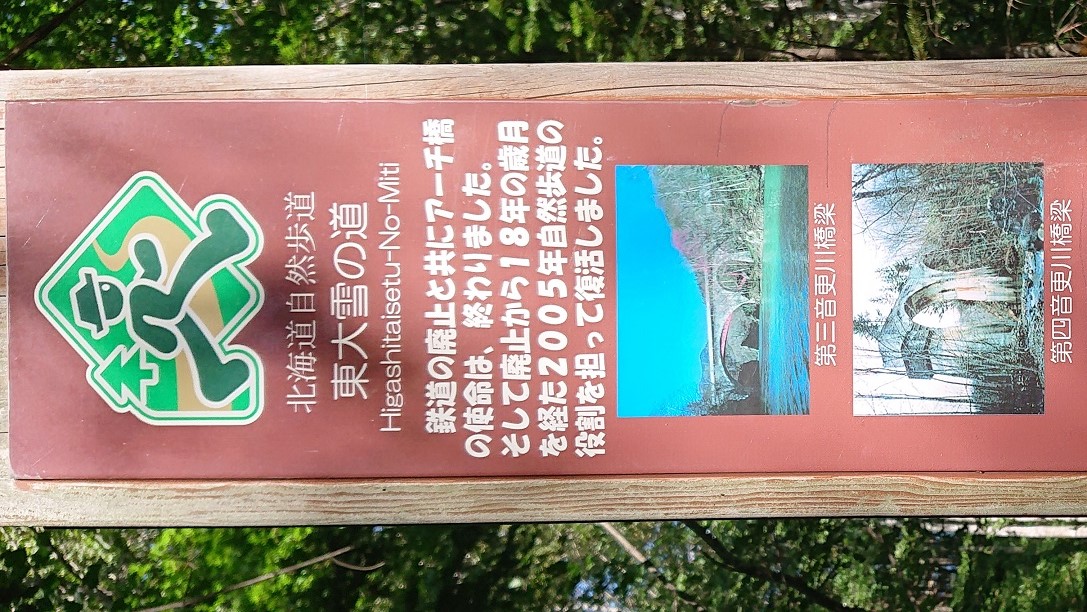 北海道自然歩道
東大雪の道
Higashitaisetu-No-Miti
鉄道の廃止と共にアーチ橋
の使命は、終わりました。
そして廃止から18年の歳月
を経た2005年自然歩道の
役割を担って復活しました。
第三音更川橋梁
第四音更川橋梁